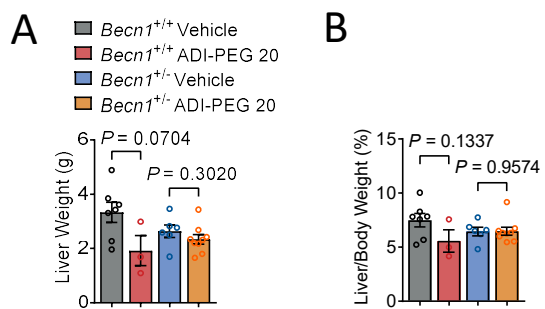 A
Becn1+/+ Vehicle
Becn1+/+ ADI-PEG 20
Becn1+/- Vehicle
Becn1+/- ADI-PEG 20
Liver Weight (g)
6
4
2
0
P = 0.0704
P = 0.3020
B
Liver/Body Weight (%)
15
10
5
0
P = 0.1337
P = 0.9574